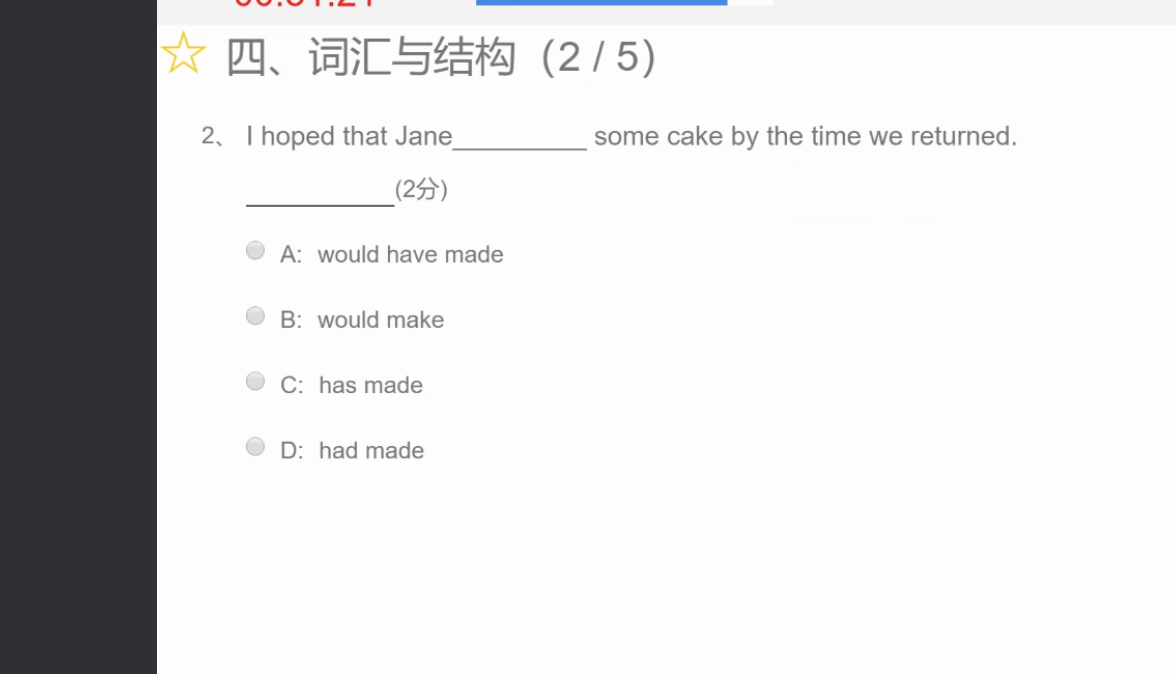 四、词汇与结构（2 / 5）
2、 I hoped that Jane__________ some cake by the time we returned.
___________(2分)
A: would have made
B: would make
C: has made
D: had made